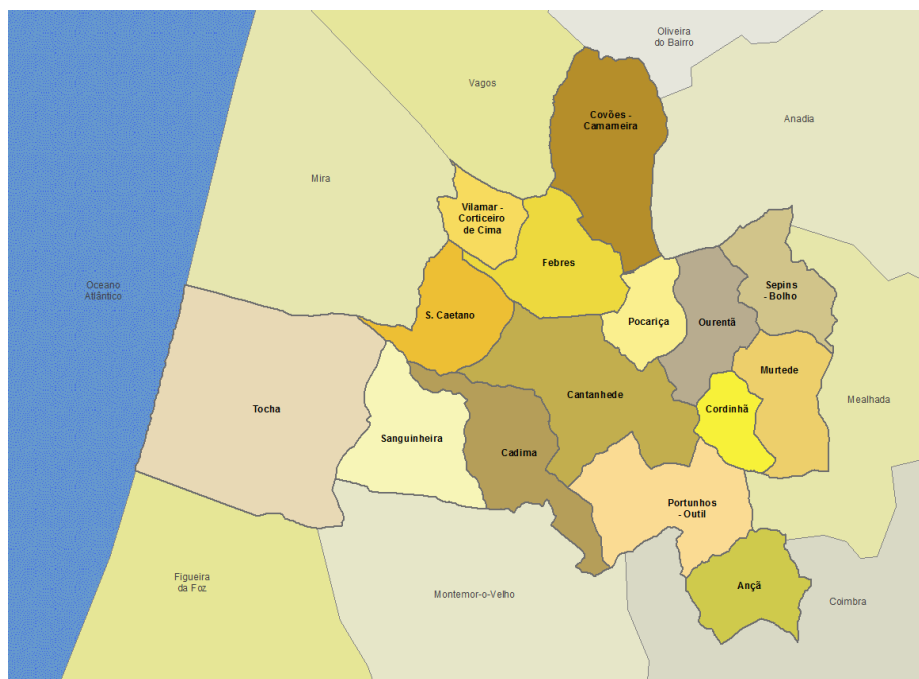 Oliveira
do Bairro
Vagos
Covões -
Camameira
Anadia
Mira
Vilamar -
Corticeiro
de Cima
Febres
Oceano
Atlântico
Sepins
- Bolho
S. Caetano
Pocariça
Ourentã
Murtede
Cantanhede
Mealhada
Tocha
Cordinhã
Sanguinheira
Cadima
Portunhos
- Outil
Figueira
da Foz
Montemor-o-Velho
Ançã
Coimbra